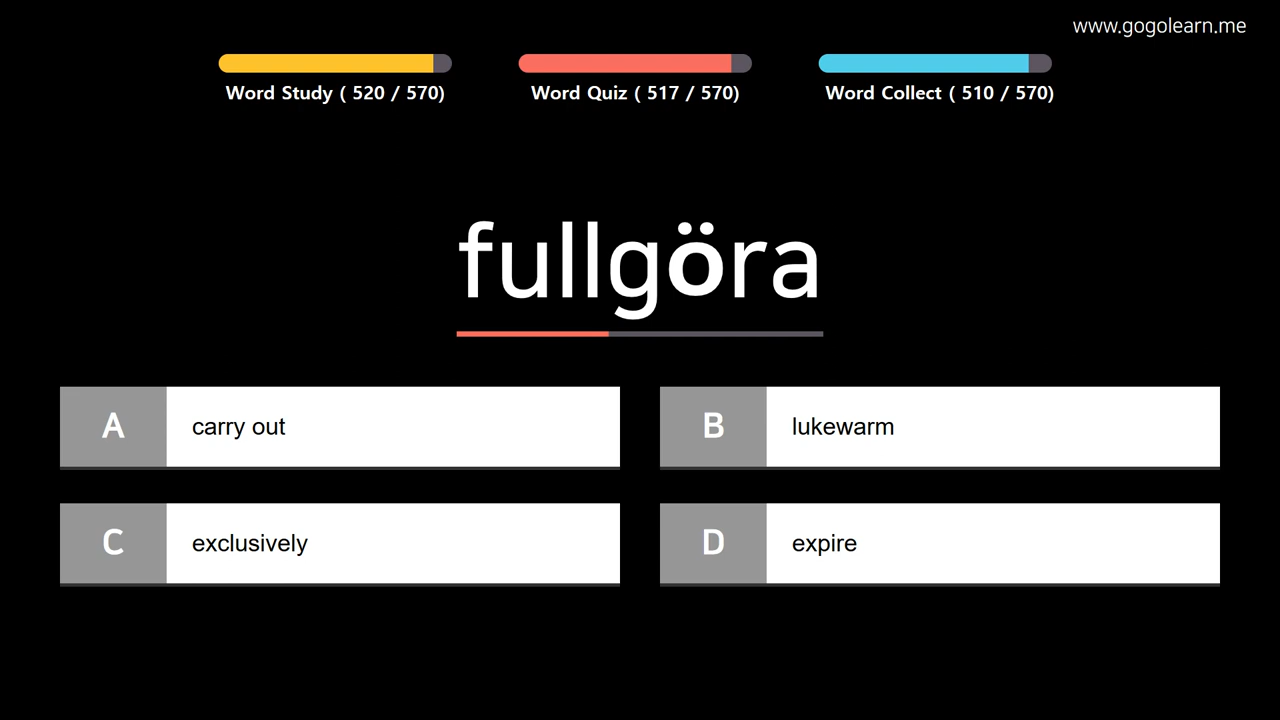 www.gogolearn.me
Word Study ( 520 / 570)
Word Quiz ( 517 / 570)
Word Collect ( 510 / 570)
fullgöra
A carry out
B lukewarm
C exclusively
D expire